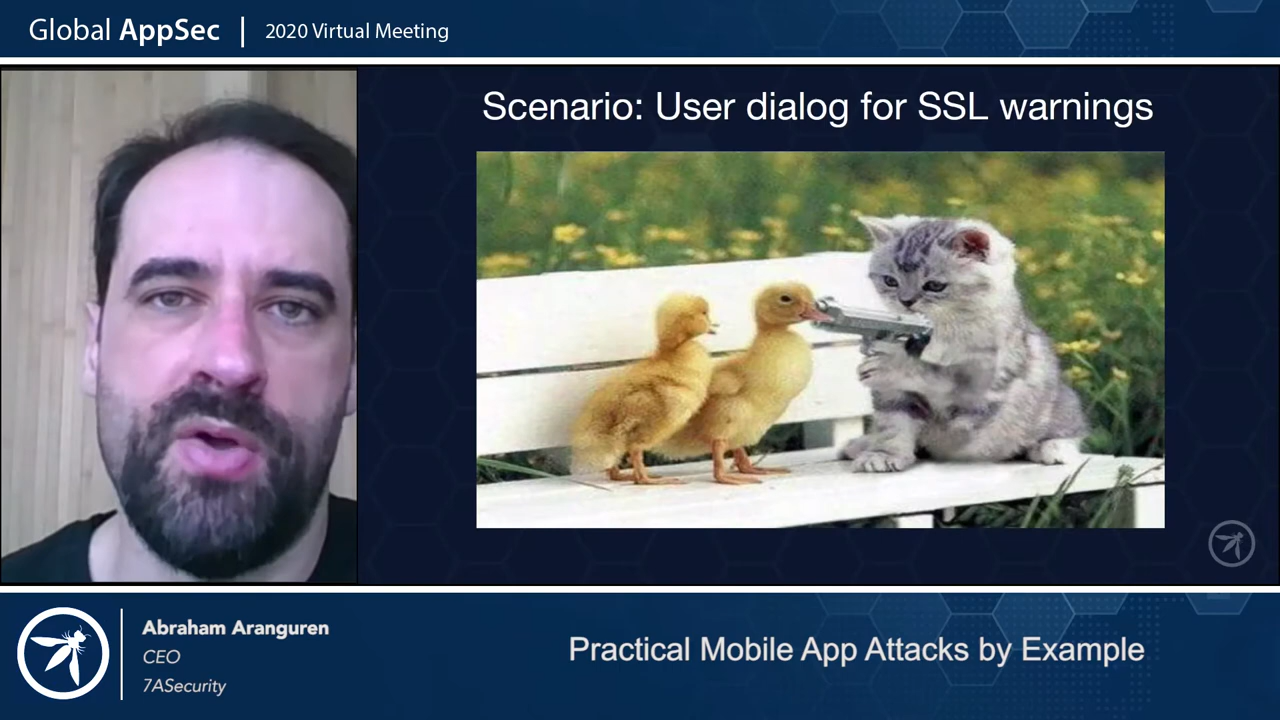 Global AppSec | 2020 Virtual Meeting
Scenario: User dialog for SSL warnings
Abraham Aranguren
CEO
7ASecurity
Practical Mobile App Attacks by Example